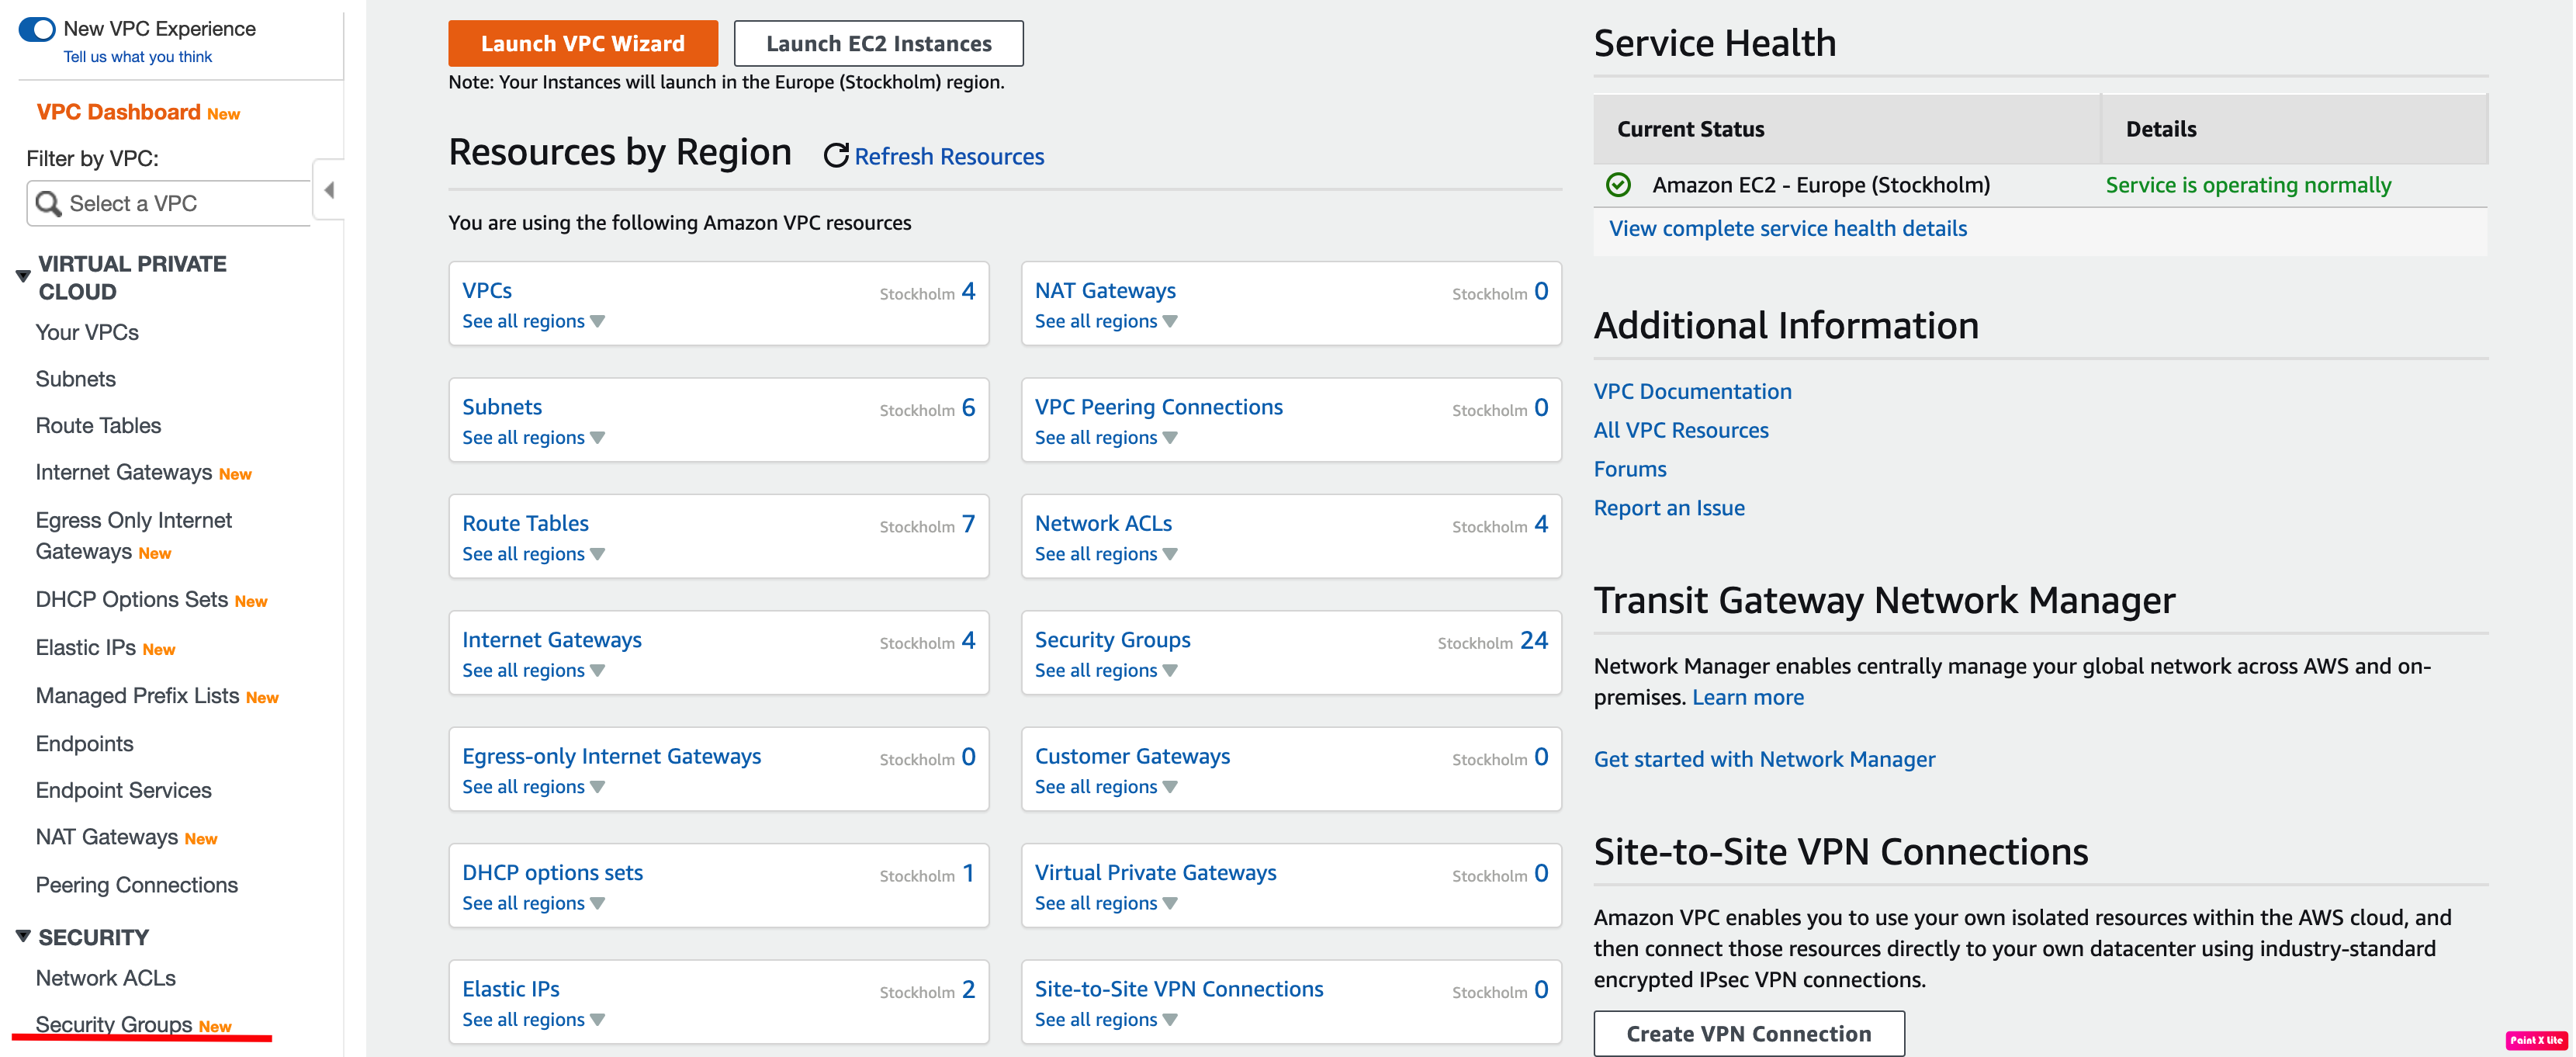 New VPC Experience
Tell us what you think
VPC Dashboard New
Filter by VPC:
Select a VPC
VIRTUAL PRIVATE
CLOUD
Your VPCs
Subnets
Route Tables
Internet Gateways New
Egress Only Internet
Gateways New
DHCP Options Sets New
Elastic IPs New
Managed Prefix Lists New
Endpoints
Endpoint Services
NAT Gateways New
Peering Connections
SECURITY
Network ACLs
Security Groups New
Launch VPC Wizard
Launch EC2 Instances
Note: Your Instances will launch in the Europe (Stockholm) region.
Resources by Region
Refresh Resources
You are using the following Amazon VPC resources
VPCs Stockholm 4
See all regions
NAT Gateways Stockholm 0
See all regions
Subnets Stockholm 6
See all regions
VPC Peering Connections Stockholm 0
See all regions
Route Tables Stockholm 7
See all regions
Network ACLs Stockholm 4
See all regions
Internet Gateways Stockholm 4
See all regions
Security Groups Stockholm 24
See all regions
Egress-only Internet Gateways Stockholm 0
See all regions
Customer Gateways Stockholm 0
See all regions
DHCP options sets Stockholm 1
See all regions
Virtual Private Gateways Stockholm 0
See all regions
Elastic IPs Stockholm 2
See all regions
Site-to-Site VPN Connections Stockholm 0
See all regions
Service Health
Current Status Details
Amazon EC2 - Europe (Stockholm) Service is operating normally
View complete service health details
Additional Information
VPC Documentation
All VPC Resources
Forums
Report an Issue
Transit Gateway Network Manager
Network Manager enables centrally manage your global network across AWS and on-
premises. Learn more
Get started with Network Manager
Site-to-Site VPN Connections
Amazon VPC enables you to use your own isolated resources within the AWS cloud, and
then connect those resources directly to your own datacenter using industry-standard
encrypted IPsec VPN connections.
Create VPN Connection
Paint X Lite